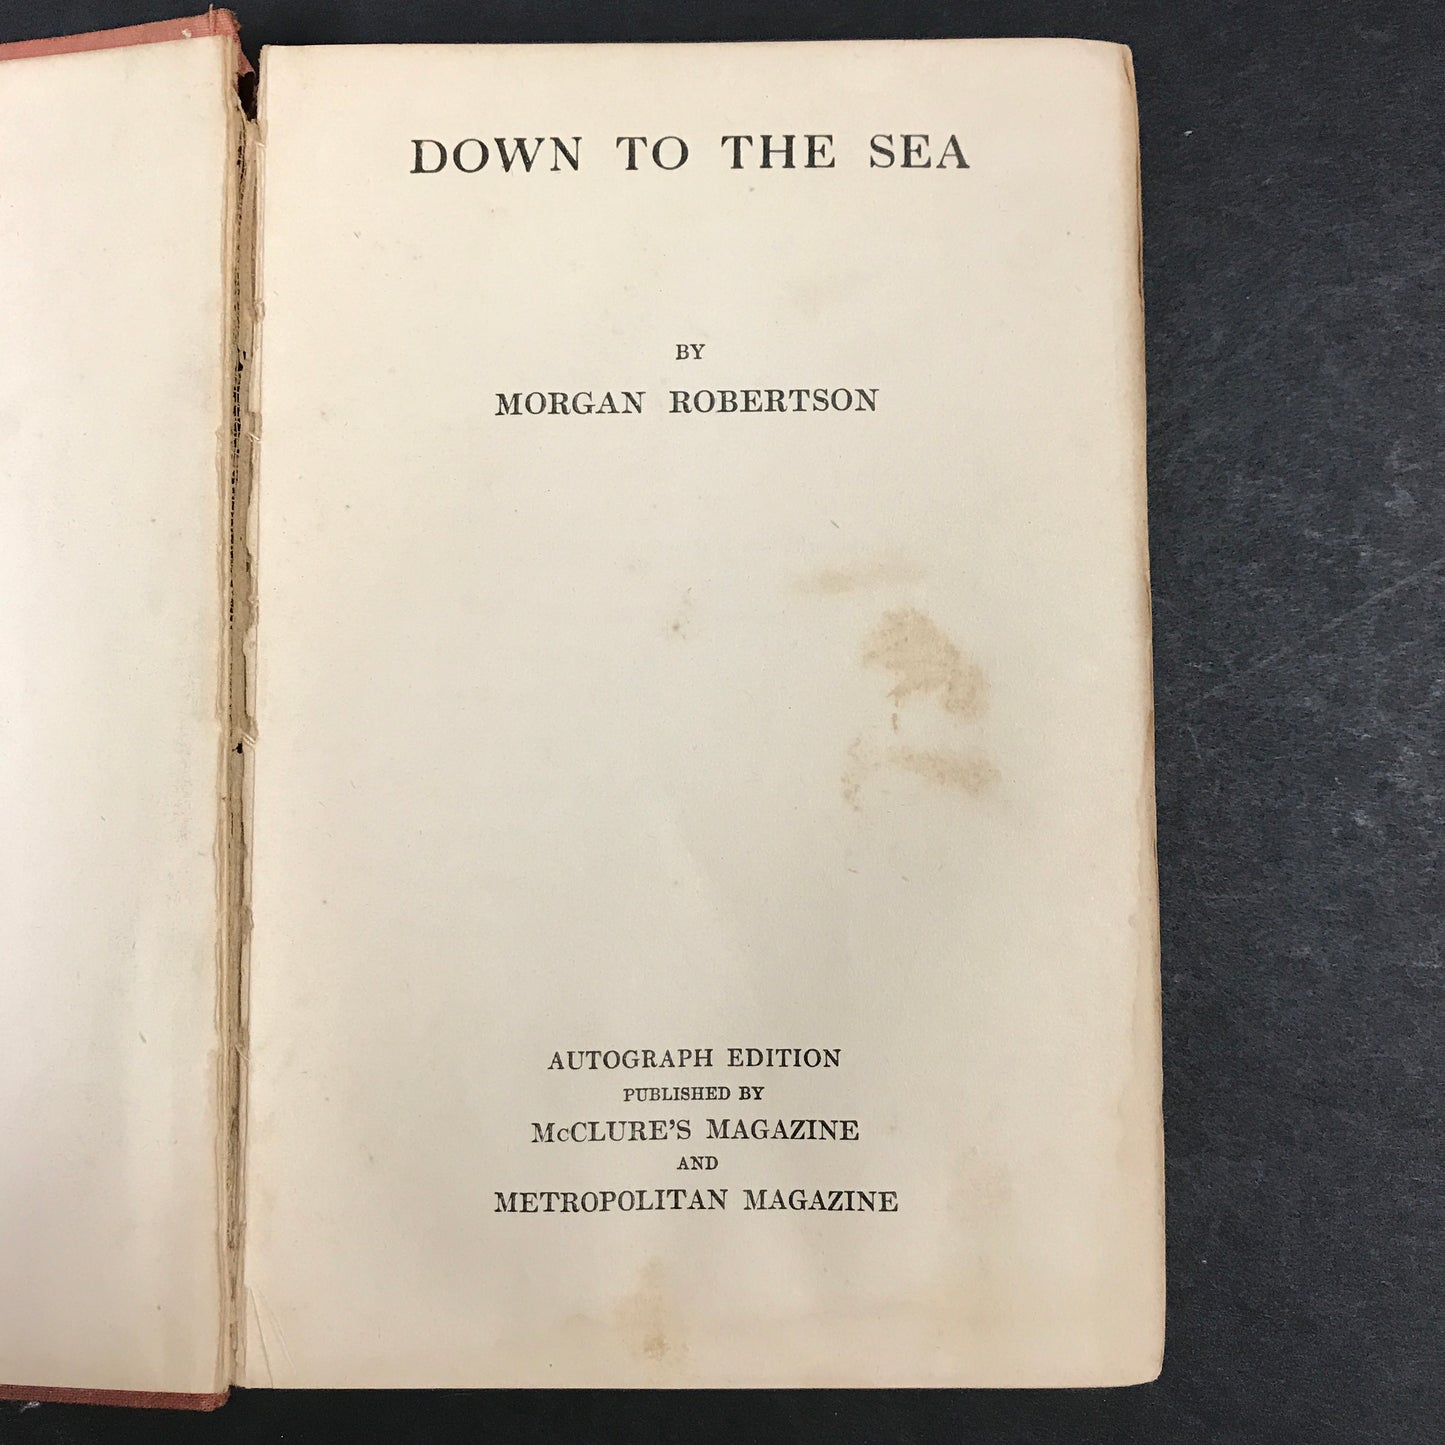 DOWN TO THE SEA
BY
MORGAN ROBERTSON
AUTOGRAPH EDITION
PUBLISHED BY
McCLURE'S MAGAZINE
AND
METROPOLITAN MAGAZINE